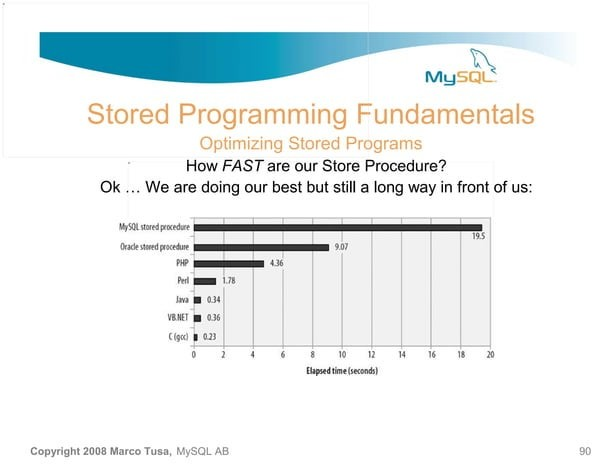 MySQL
Stored Programming Fundamentals
Optimizing Stored Programs
How FAST are our Store Procedure?
Ok … We are doing our best but still a long way in front of us:
MySQL stored procedure
19.5
Oracle stored procedure 9.07
PHP 4.36
Perl 1.78
Java 0.34
VB.NET 0.36
C (gcc) 0.23
0 2 4 6 8 10 12 14 16 18 20
Elapsed time (seconds)
Copyright 2008 Marco Tusa, MySQL AB 90